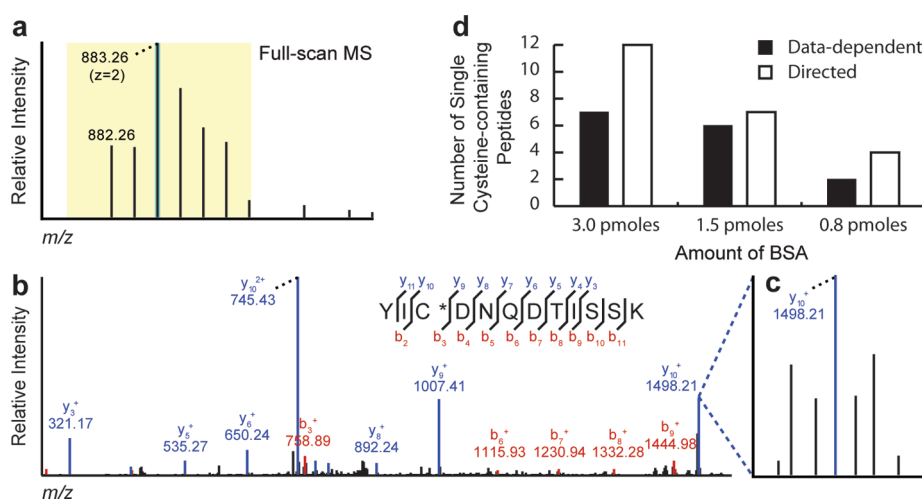 a
Full-scan MS
883.26
(z=2)
882.26
Relative Intensity
m/z
d
Data-dependent
Directed
Number of Single
Cysteine-containing
Peptides
12
10
8
6
4
2
0
3.0 pmoles
1.5 pmoles
0.8 pmoles
Amount of BSA
b
Relative Intensity
y₁₀²⁺
745.43
y₁₁ y₁₀ y₉ y₈ y₇ y₆ y₅ y₄ y₃
YIC*DNQDTISSK
b₂ b₃ b₄ b₅ b₆ b₇ b₈ b₉ b₁₀ b₁₁
y₃⁺
321.17
y₅⁺
535.27
y₆⁺
650.24
b₃⁺
758.89
y₈⁺
892.24
y₉⁺
1007.41
b₆⁺
1115.93
b₇⁺
1230.94
b₈⁺
1332.28
b₉⁺
1444.98
y₁₀⁺
1498.21
m/z
c
y₁₀⁺
1498.21